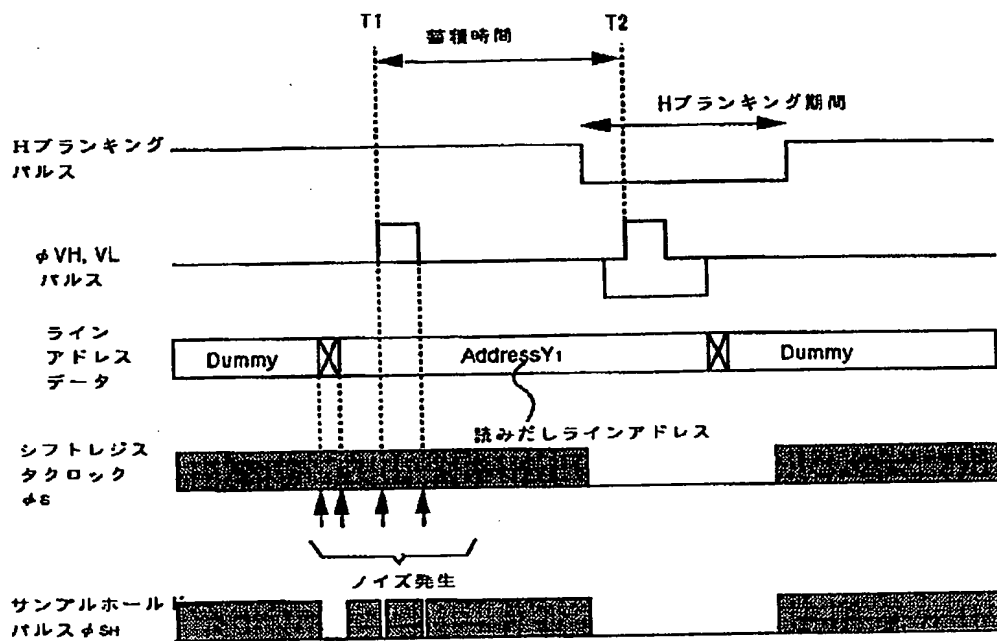 T1
T2
蓄積時間
Hブランキング期間
Hブランキング
パルス
φVH, VL
パルス
ライン
アドレス
データ
Dummy
AddressY1
Dummy
読みだしラインアドレス
シフトレジス
タクロック
φS
ノイズ発生
サンプルホールド
パルスφSH